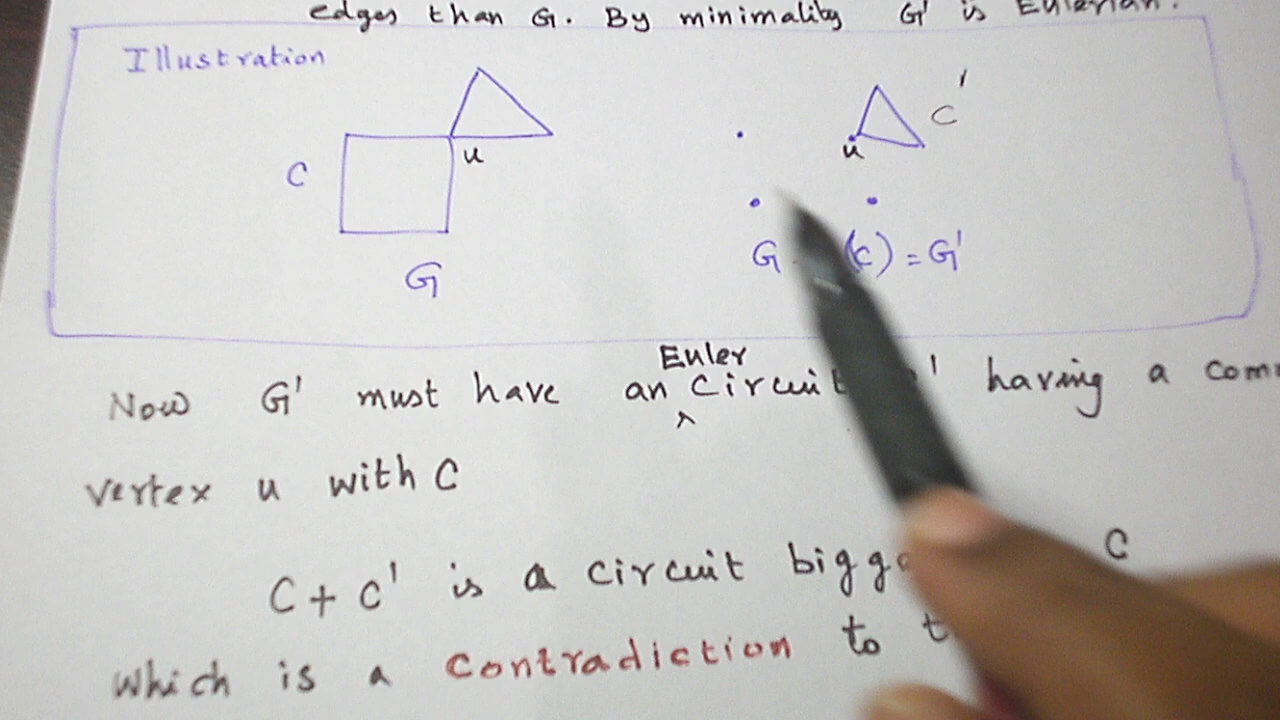 edges than G. By minimality G' is Eulerian.
Illustration
C u G
u C'
G (C) = G'
Euler
Now G' must have an ^ circuit ' having a
vertex u with C
C + C' is a circuit C
which is a contradiction to